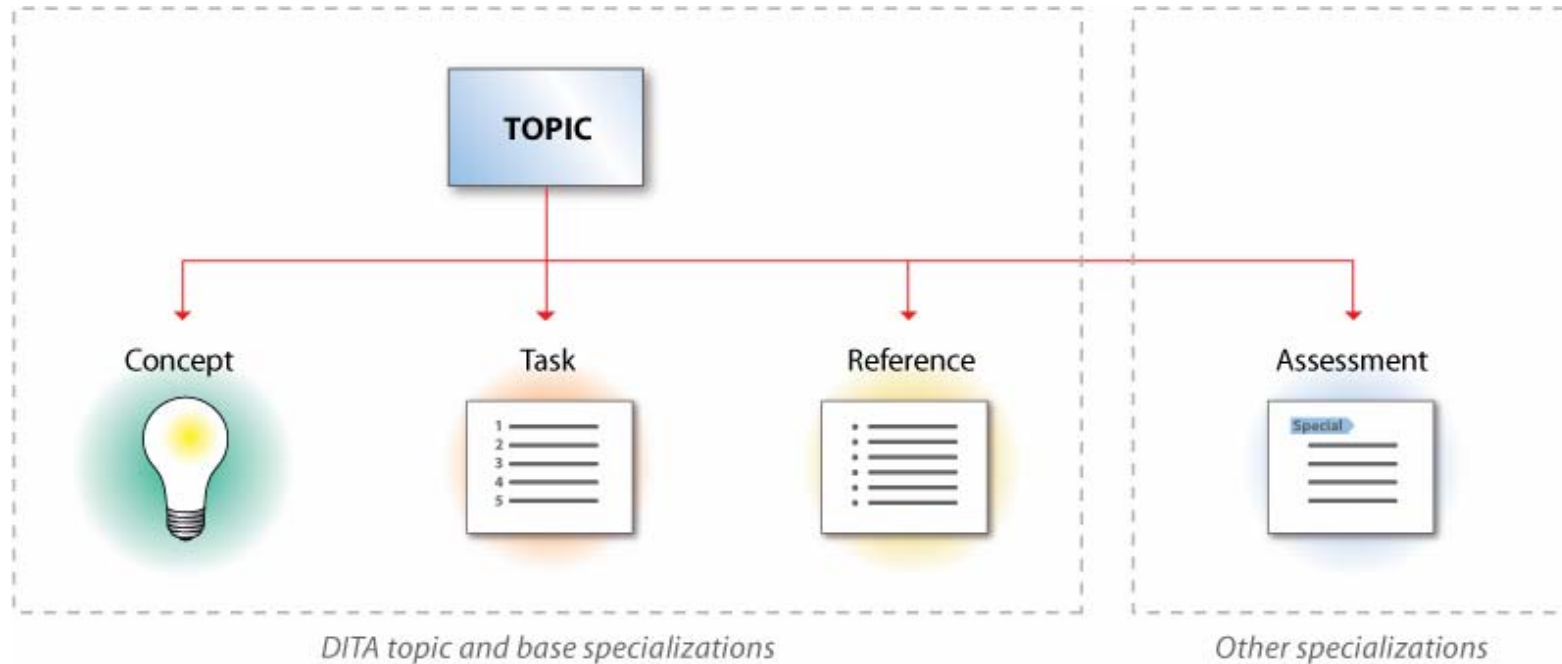 TOPIC
Concept
Task
Reference
Assessment
1
2
3
4
5
Special
DITA topic and base specializations
Other specializations